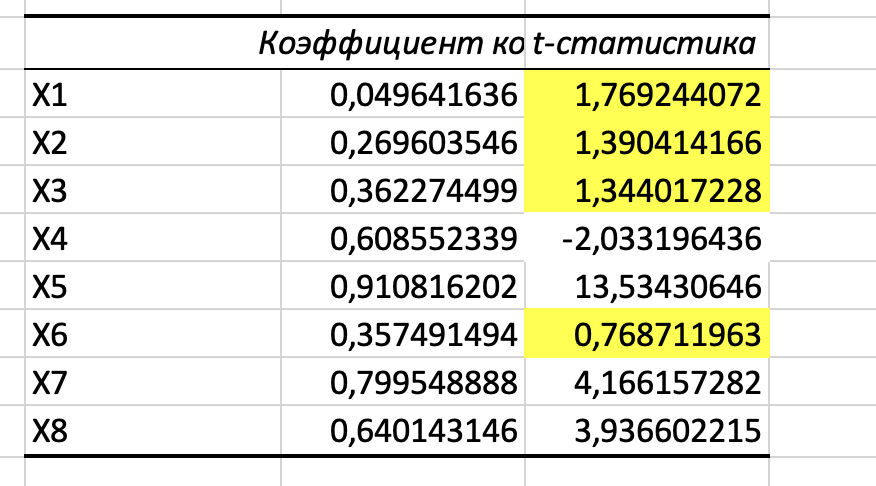 Коэффициент ко t-статистика
X1 0,049641636 1,769244072
X2 0,269603546 1,390414166
X3 0,362274499 1,344017228
X4 0,608552339 -2,033196436
X5 0,910816202 13,53430646
X6 0,357491494 0,768711963
X7 0,799548888 4,166157282
X8 0,640143146 3,936602215